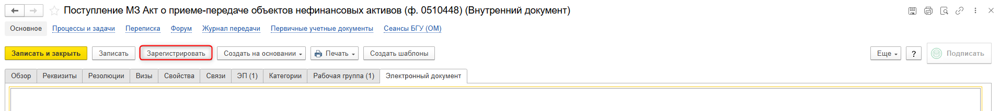 Поступление МЗ Акт о приеме-передаче объектов нефинансовых активов (ф. 0510448) (Внутренний документ)
Основное Процессы и задачи Переписка Форум Журнал передачи Первичные учетные документы Сеансы БГУ (ОМ)
Записать и закрыть Записать Зарегистрировать Создать на основании Печать Создать шаблоны Еще ? Подписать
Обзор Реквизиты Резолюции Визы Свойства Связи ЭП (1) Категории Рабочая группа (1) Электронный документ